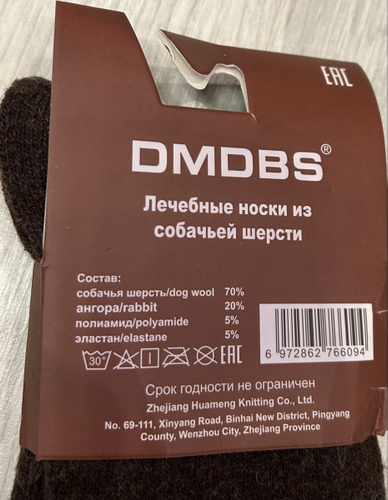 EAC
DMDBS®
Лечебные носки из
собачьей шерсти
Состав:
собачья шерсть/dog wool 70%
ангора/rabbit 20%
полиамид/polyamide 5%
эластан/elastane 5%
30° EAC
6 972862 766094
Срок годности не ограничен
Zhejiang Huameng Knitting Co., Ltd.
No. 69-111, Xinyang Road, Binhai New District, Pingyang
County, Wenzhou City, Zhejiang Province